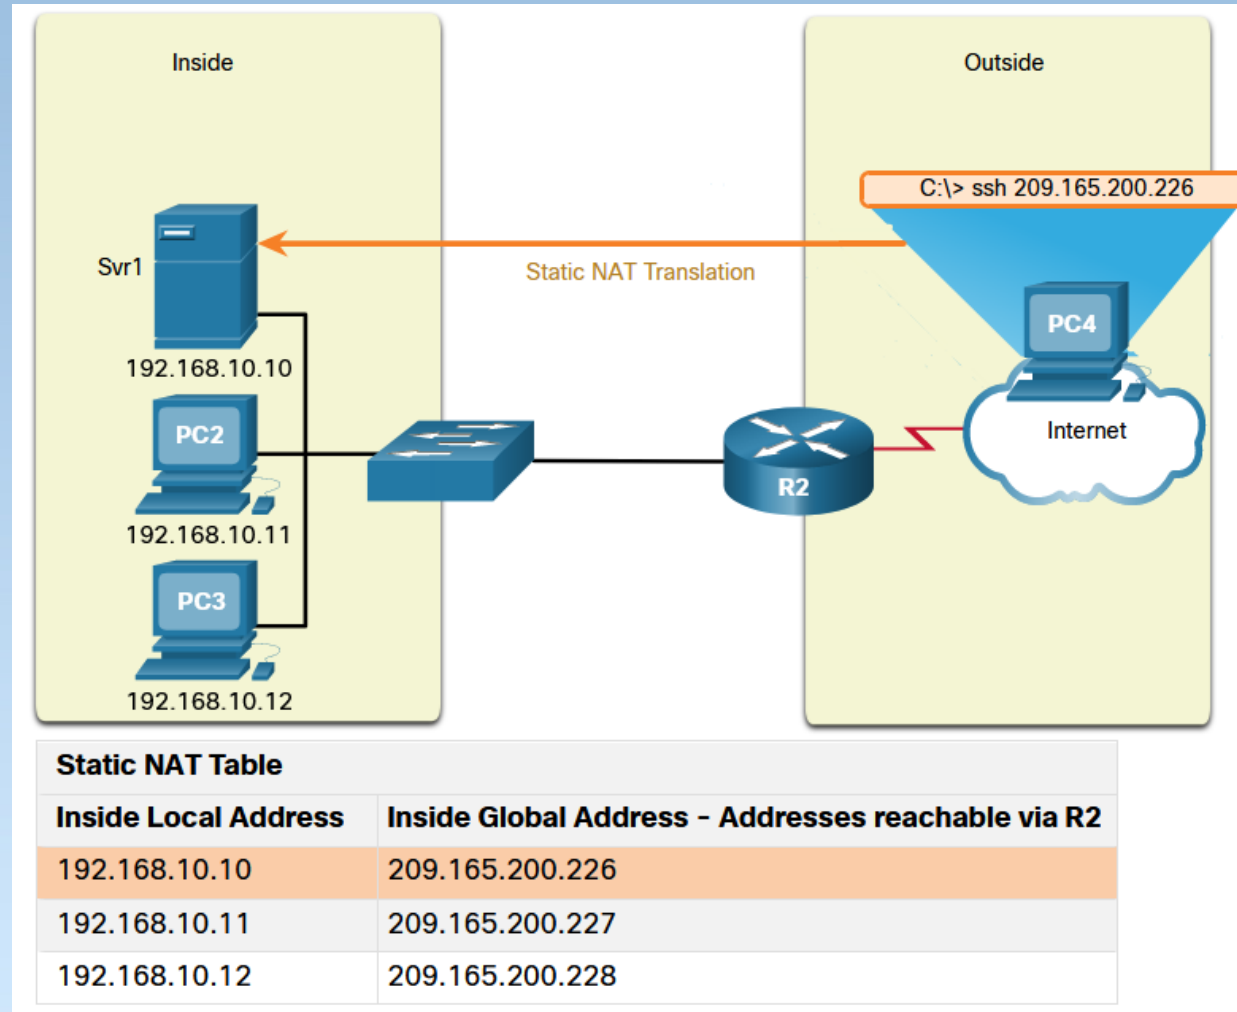 Inside
Outside
C:\> ssh 209.165.200.226
Static NAT Translation
Svr1
192.168.10.10
PC4
PC2
192.168.10.11
Internet
R2
PC3
192.168.10.12
Static NAT Table
Inside Local Address Inside Global Address – Addresses reachable via R2
192.168.10.10 209.165.200.226
192.168.10.11 209.165.200.227
192.168.10.12 209.165.200.228